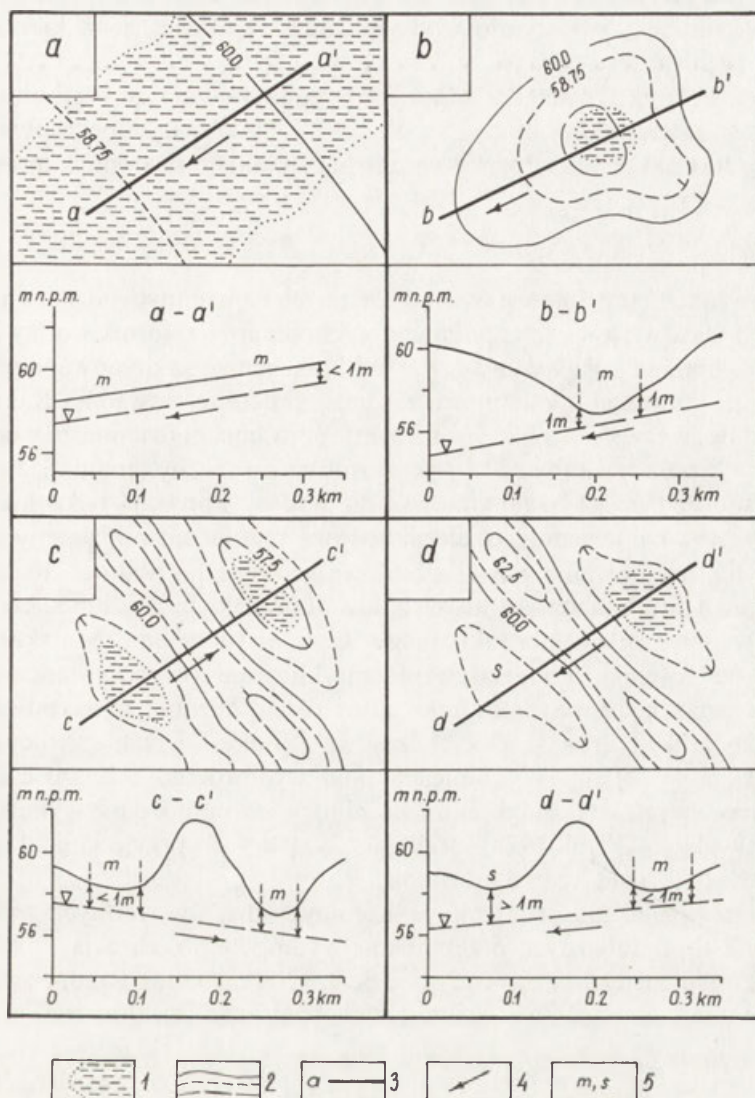 a
60.0
a'
58.75
a
b
60.0
58.75
b'
b
m n.p.m.
a – a'
60
m
m
< 1m
56
0
0.1
0.2
0.3 km
m n.p.m.
b – b'
60
m
1m
1m
56
0
0.1
0.2
0.3 km
c
57.5
c'
60.0
c
d
62.5
d'
60.0
s
d
m n.p.m.
c – c'
60
m
< 1m
m
56
0
0.1
0.2
0.3 km
m n.p.m.
d – d'
60
s
m
> 1m
< 1m
56
0
0.1
0.2
0.3 km
1
2
a
3
4
m, s
5